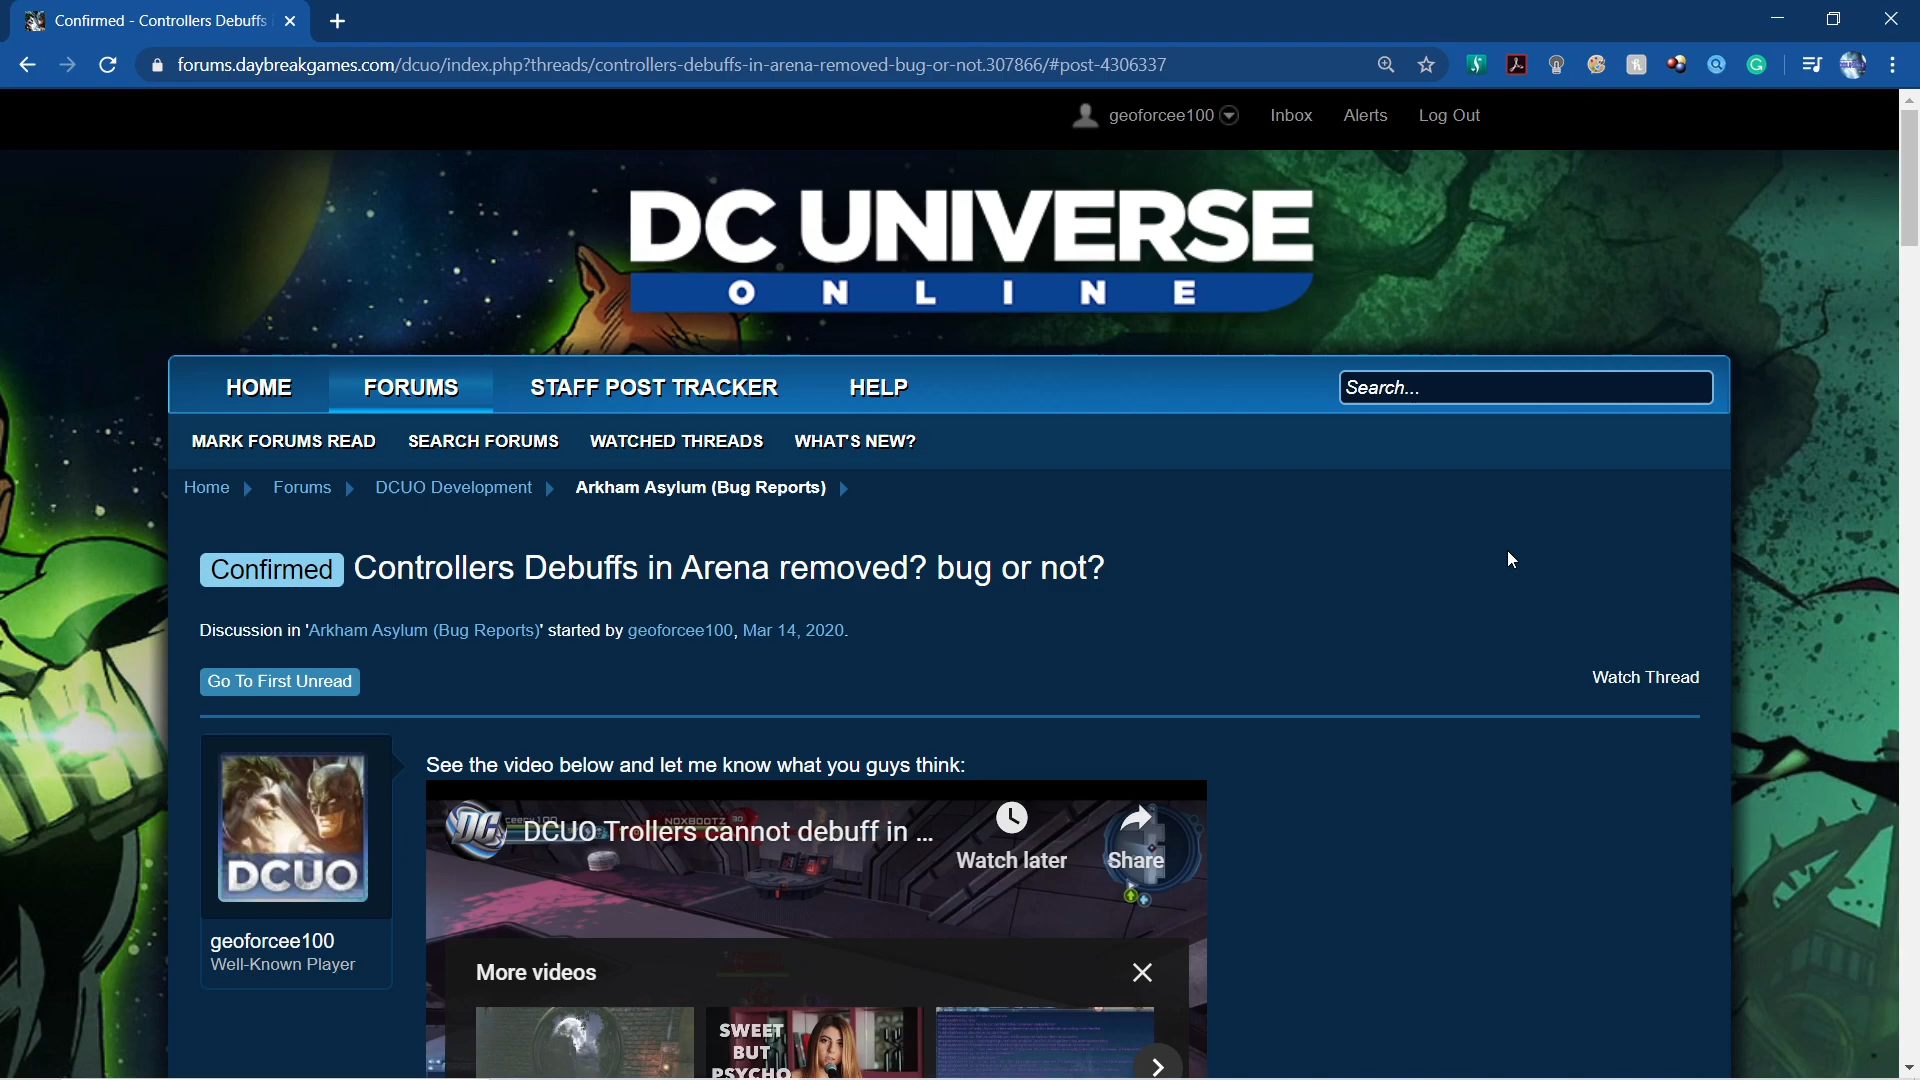 Confirmed - Controllers Debuffs
forums.daybreakgames.com/dcuo/index.php?threads/controllers-debuffs-in-arena-removed-bug-or-not.307866/#post-4306337
geoforcee100 Inbox Alerts Log Out
DC UNIVERSE
ONLINE
HOME FORUMS STAFF POST TRACKER HELP Search...
MARK FORUMS READ SEARCH FORUMS WATCHED THREADS WHAT'S NEW?
Home Forums DCUO Development Arkham Asylum (Bug Reports)
Confirmed Controllers Debuffs in Arena removed? bug or not?
Discussion in 'Arkham Asylum (Bug Reports)' started by geoforcee100, Mar 14, 2020.
Go To First Unread Watch Thread
See the video below and let me know what you guys think:
NOXBOOTZ 30
DC DCUO Trollers cannot debuff in ...
Watch later Share
DCUO
geoforcee100
Well-Known Player
More videos
SWEET
BUT
PSYCHO